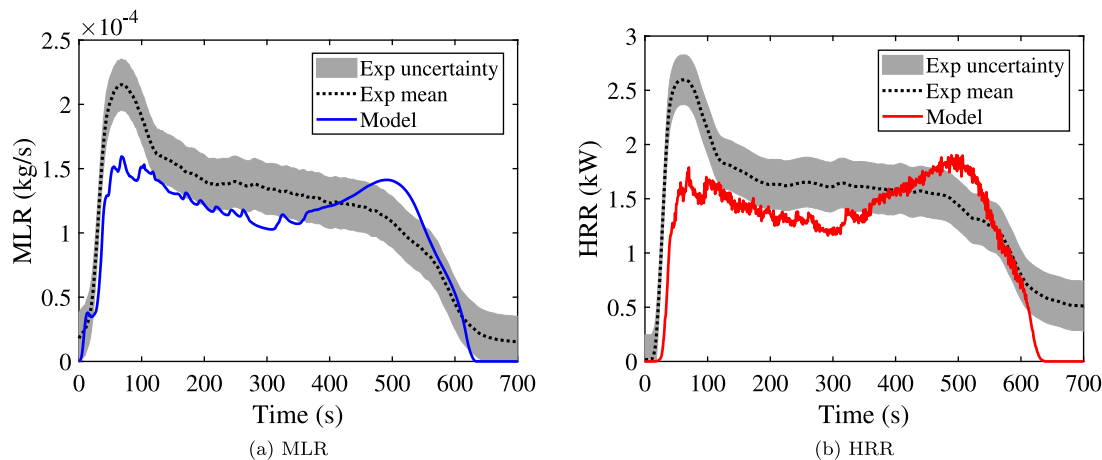 ×10⁻⁴
2.5
2
1.5
1
0.5
0
MLR (kg/s)
Exp uncertainty
Exp mean
Model
0 100 200 300 400 500 600 700
Time (s)
(a) MLR
3
2.5
2
1.5
1
0.5
0
HRR (kW)
Exp uncertainty
Exp mean
Model
0 100 200 300 400 500 600 700
Time (s)
(b) HRR